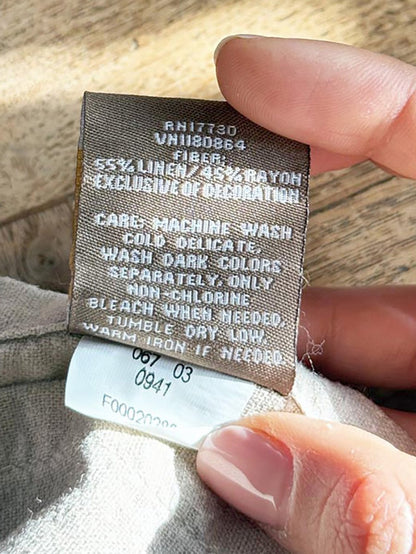 RN17730
VN1180864
FIBER:
55% LINEN/45% RAYON
EXCLUSIVE OF DECORATION
CARE: MACHINE WASH
COLD DELICATE.
WASH DARK COLORS
SEPARATELY, ONLY
NON-CHLORINE
BLEACH WHEN NEEDED,
TUMBLE DRY LOW.
WARM IRON IF NEEDED.
067 03
0941